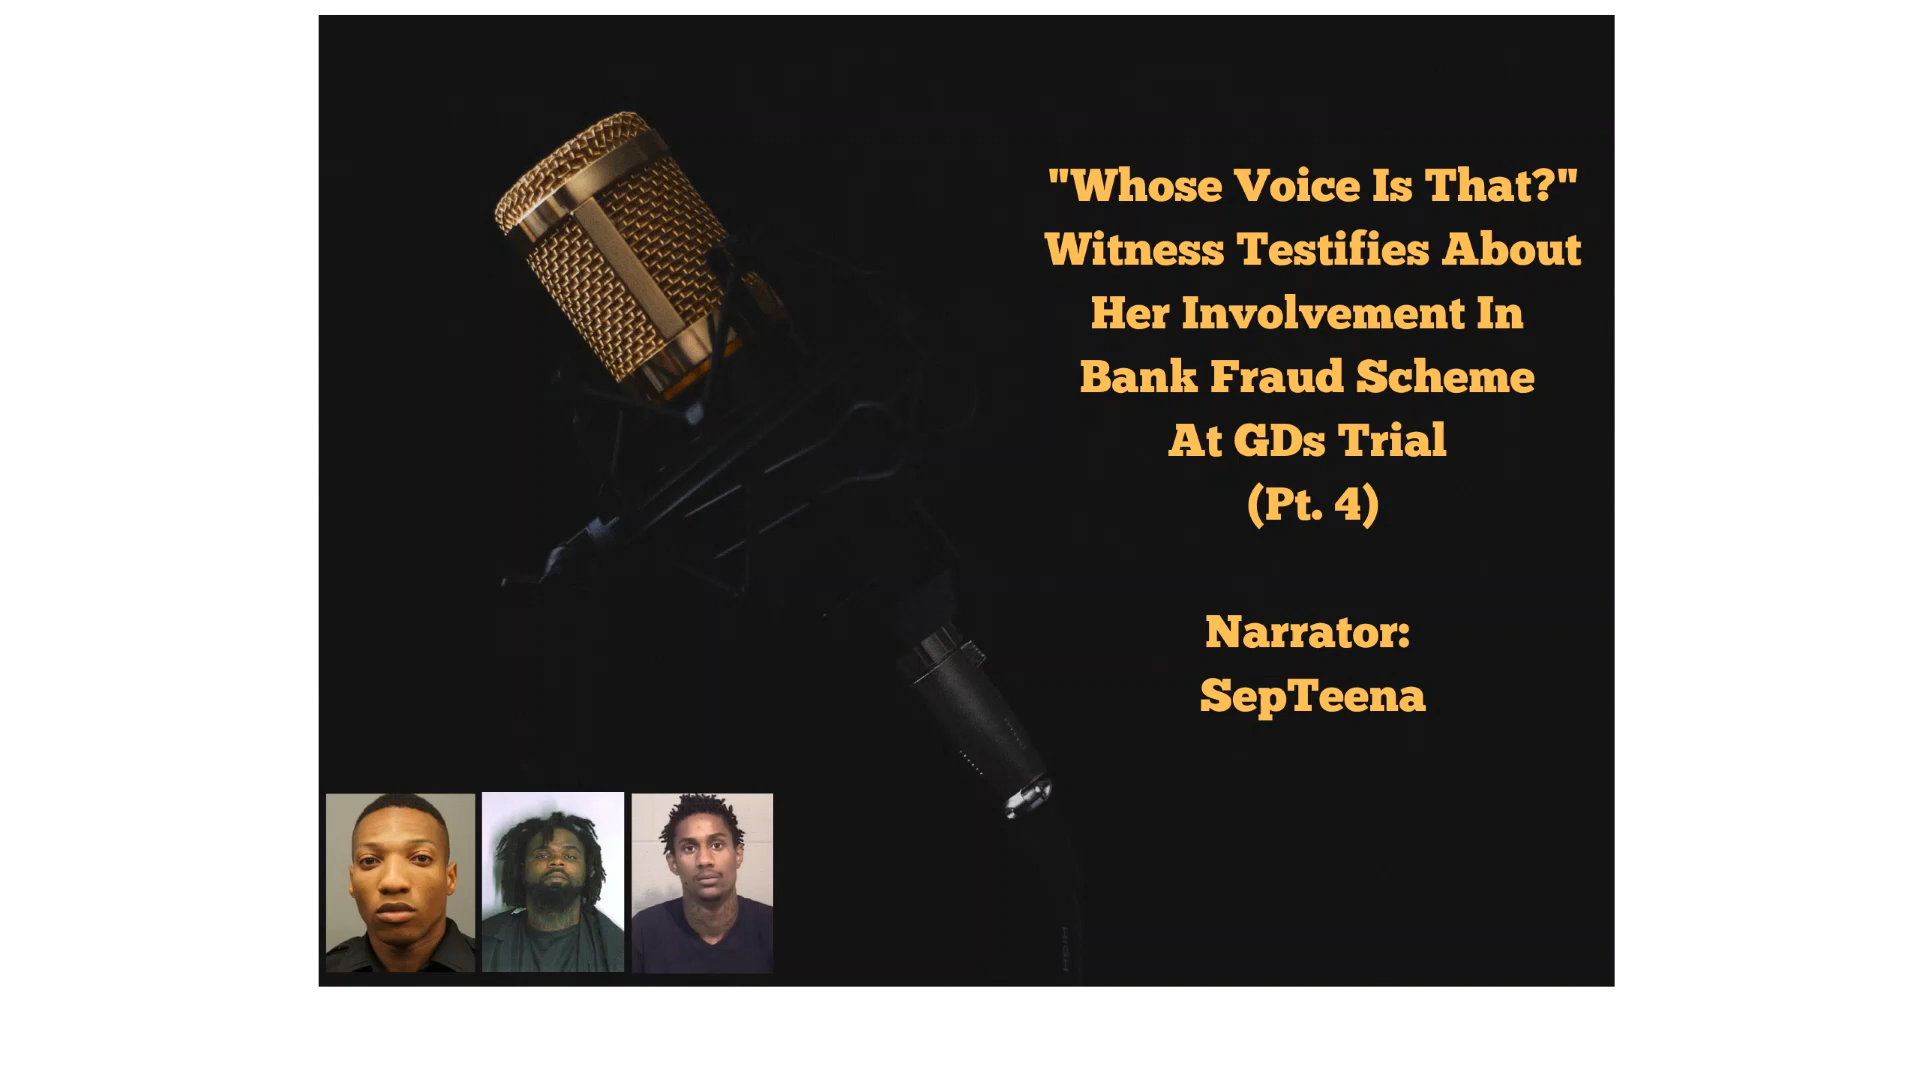 "Whose Voice Is That?"
Witness Testifies About
Her Involvement In
Bank Fraud Scheme
At GDs Trial
(Pt. 4)
Narrator:
SepTeena